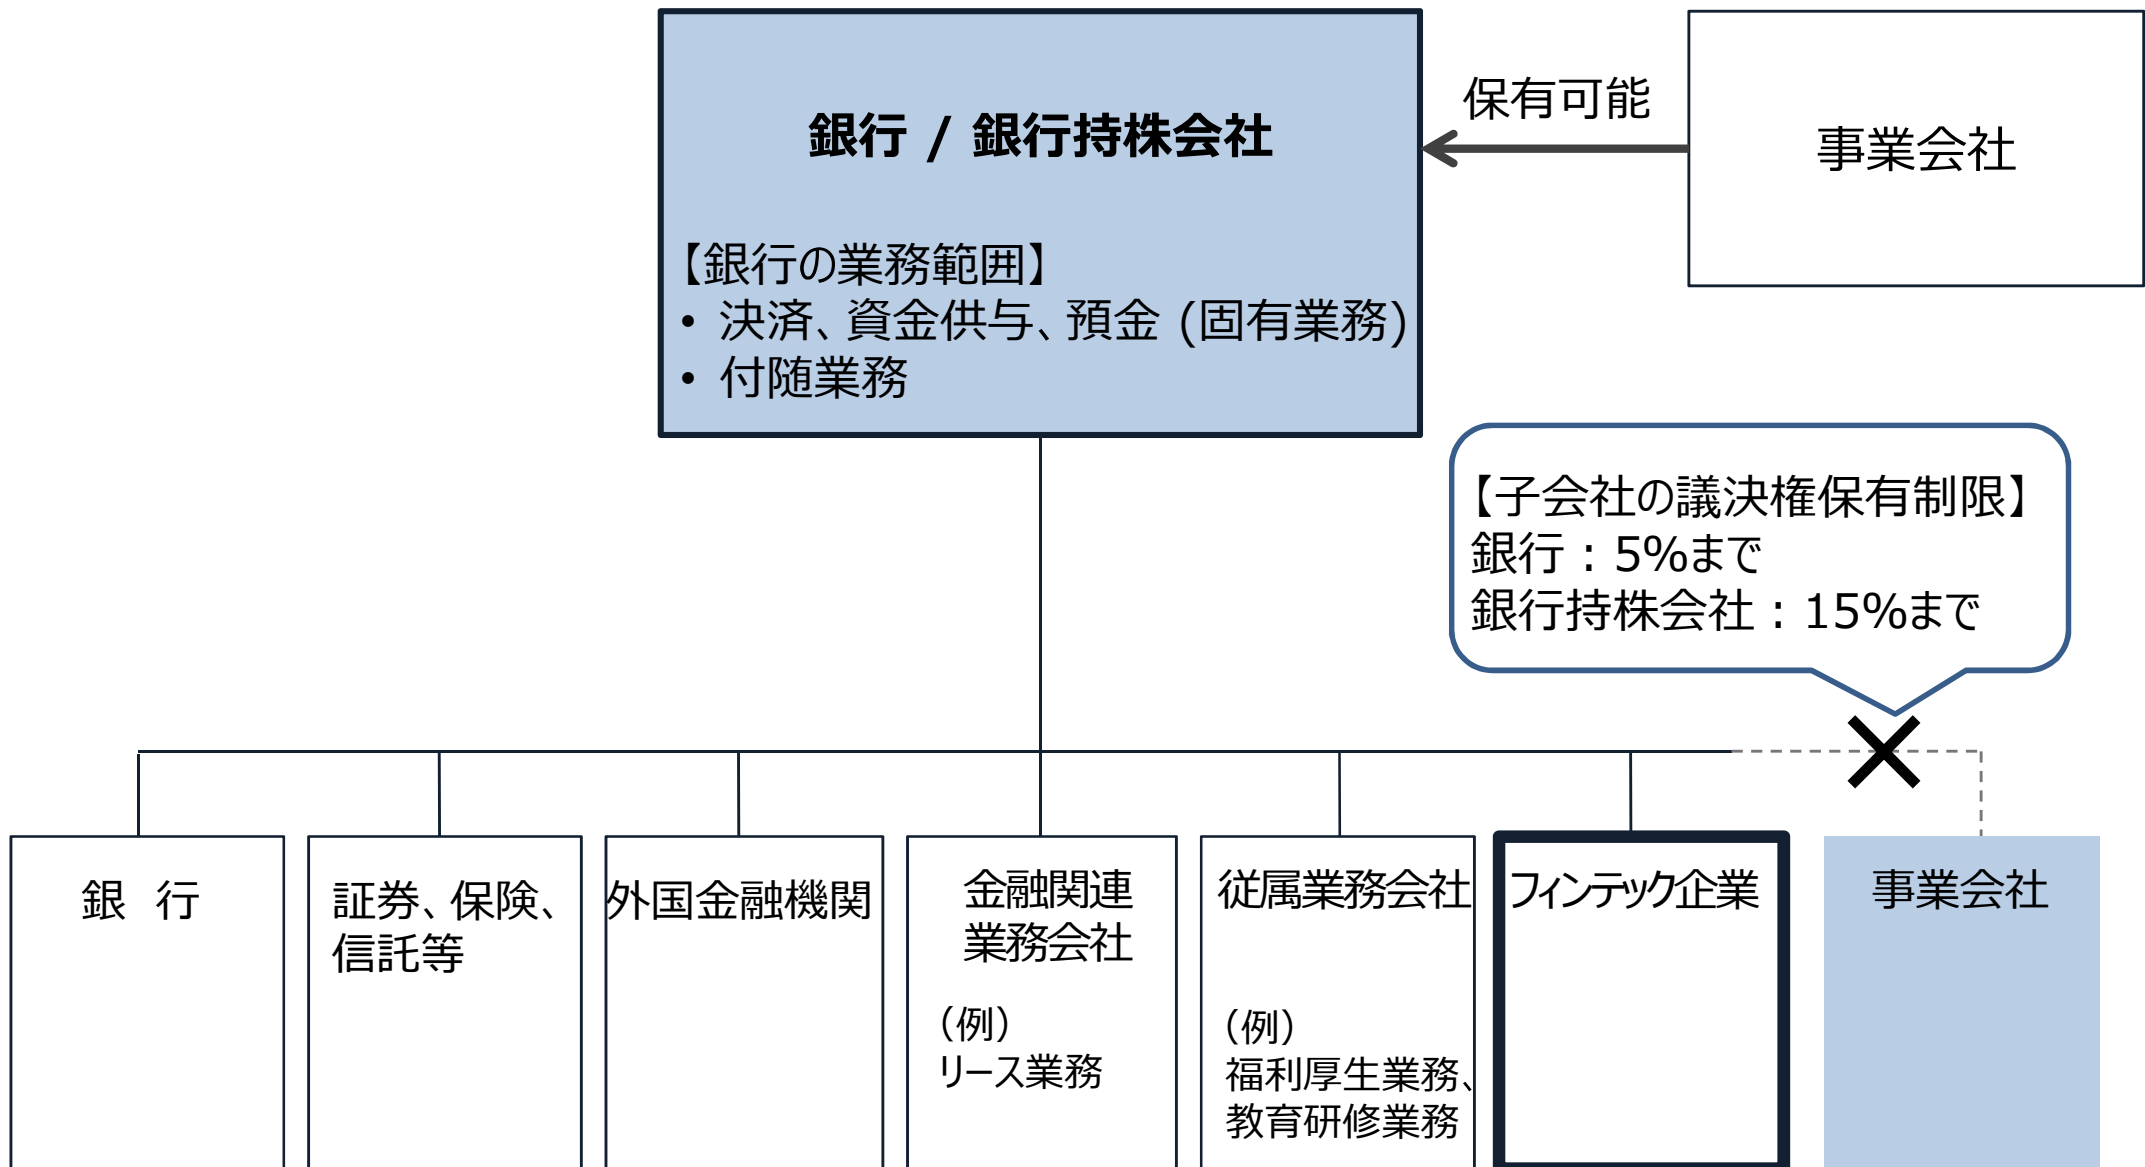 銀行 / 銀行持株会社
【銀行の業務範囲】
• 決済、資金供与、預金 (固有業務)
• 付随業務
保有可能
事業会社
【子会社の議決権保有制限】
銀行：5%まで
銀行持株会社：15%まで
銀　行
証券、保険、
信託等
外国金融機関
金融関連
業務会社
（例）
リース業務
従属業務会社
（例）
福利厚生業務、
教育研修業務
フィンテック企業
事業会社